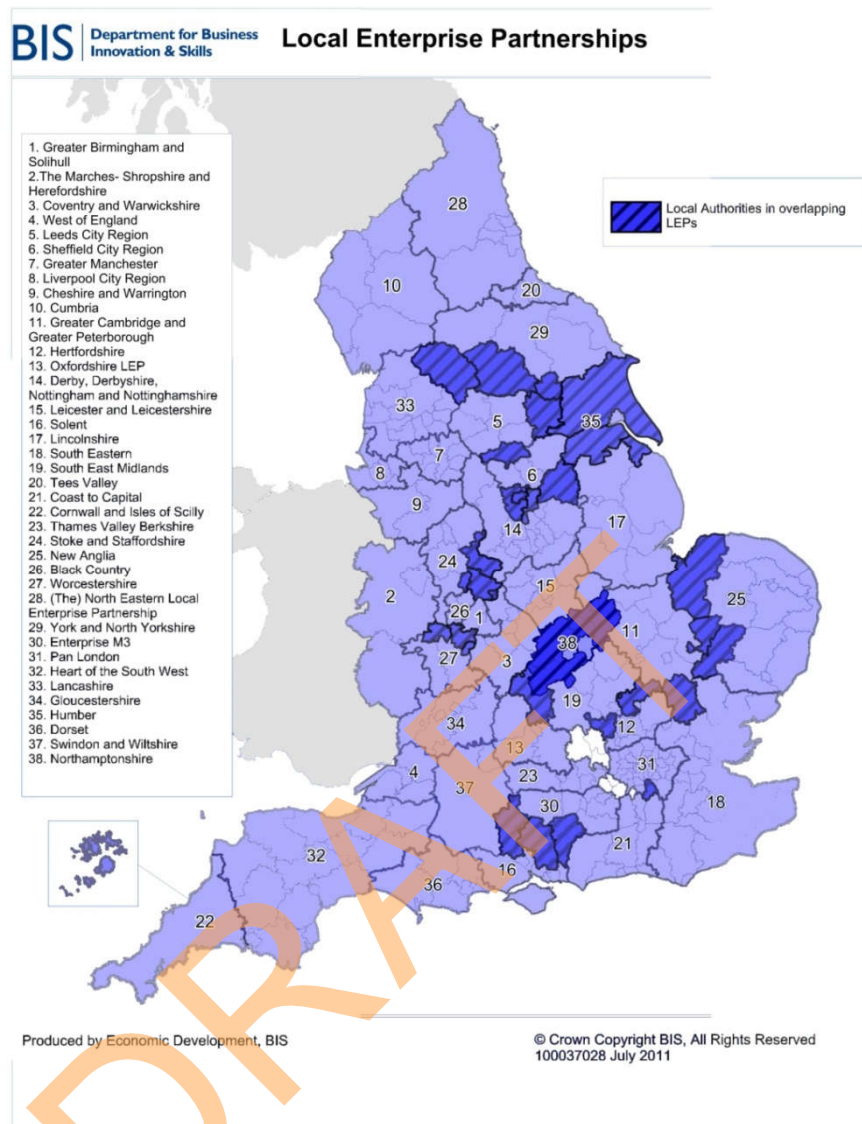 BIS Department for Business
Innovation & Skills
Local Enterprise Partnerships
1. Greater Birmingham and
Solihull
2.The Marches- Shropshire and
Herefordshire
3. Coventry and Warwickshire
4. West of England
5. Leeds City Region
6. Sheffield City Region
7. Greater Manchester
8. Liverpool City Region
9. Cheshire and Warrington
10. Cumbria
11. Greater Cambridge and
Greater Peterborough
12. Hertfordshire
13. Oxfordshire LEP
14. Derby, Derbyshire,
Nottingham and Nottinghamshire
15. Leicester and Leicestershire
16. Solent
17. Lincolnshire
18. South Eastern
19. South East Midlands
20. Tees Valley
21. Coast to Capital
22. Cornwall and Isles of Scilly
23. Thames Valley Berkshire
24. Stoke and Staffordshire
25. New Anglia
26. Black Country
27. Worcestershire
28. (The) North Eastern Local
Enterprise Partnership
29. York and North Yorkshire
30. Enterprise M3
31. Pan London
32. Heart of the South West
33. Lancashire
34. Gloucestershire
35. Humber
36. Dorset
37. Swindon and Wiltshire
38. Northamptonshire
Local Authorities in overlapping
LEPs
28
10
20
29
33
5
35
7
8
6
9
14
17
24
2
15
25
26
1
38
11
27
3
19
34
12
13
4
31
23
37
18
30
32
21
16
36
22
DRAFT
Produced by Economic Development, BIS
© Crown Copyright BIS, All Rights Reserved
100037028 July 2011